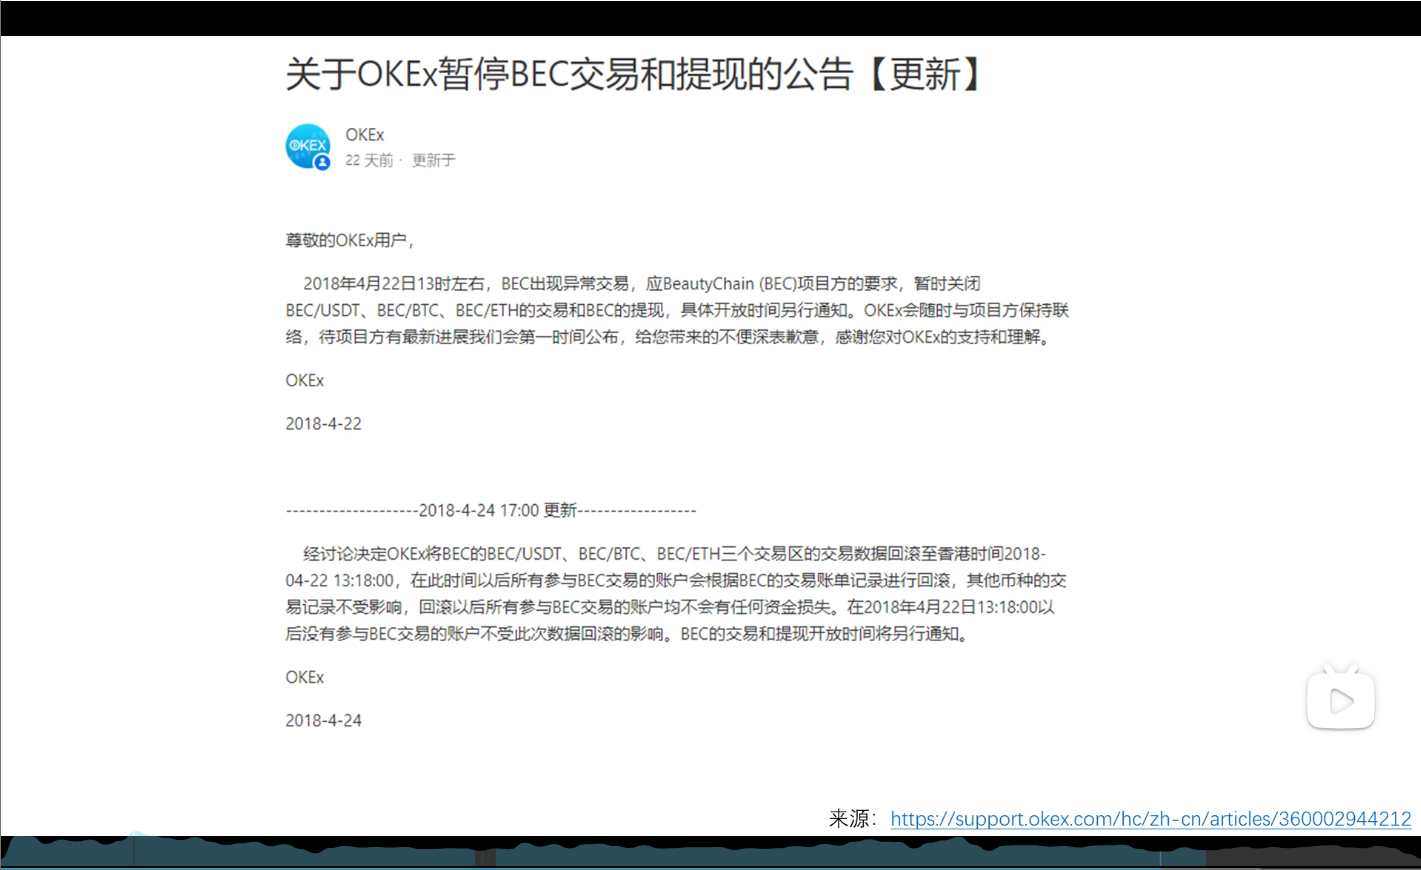 关于OKEx暂停BEC交易和提现的公告【更新】
OKEX
OKEx
22 天前 · 更新于
尊敬的OKEx用户，
2018年4月22日13时左右，BEC出现异常交易，应BeautyChain (BEC)项目方的要求，暂时关闭
BEC/USDT、BEC/BTC、BEC/ETH的交易和BEC的提现，具体开放时间另行通知。OKEx会随时与项目方保持联
络，待项目方有最新进展我们会第一时间公布，给您带来的不便深表歉意，感谢您对OKEx的支持和理解。
OKEx
2018-4-22
--------------------2018-4-24 17:00 更新------------------
经讨论决定OKEx将BEC的BEC/USDT、BEC/BTC、BEC/ETH三个交易区的交易数据回滚至香港时间2018-
04-22 13:18:00，在此时间以后所有参与BEC交易的账户会根据BEC的交易账单记录进行回滚，其他币种的交
易记录不受影响，回滚以后所有参与BEC交易的账户均不会有任何资金损失。在2018年4月22日13:18:00以
后没有参与BEC交易的账户不受此次数据回滚的影响。BEC的交易和提现开放时间将另行通知。
OKEx
2018-4-24
来源：https://support.okex.com/hc/zh-cn/articles/360002944212